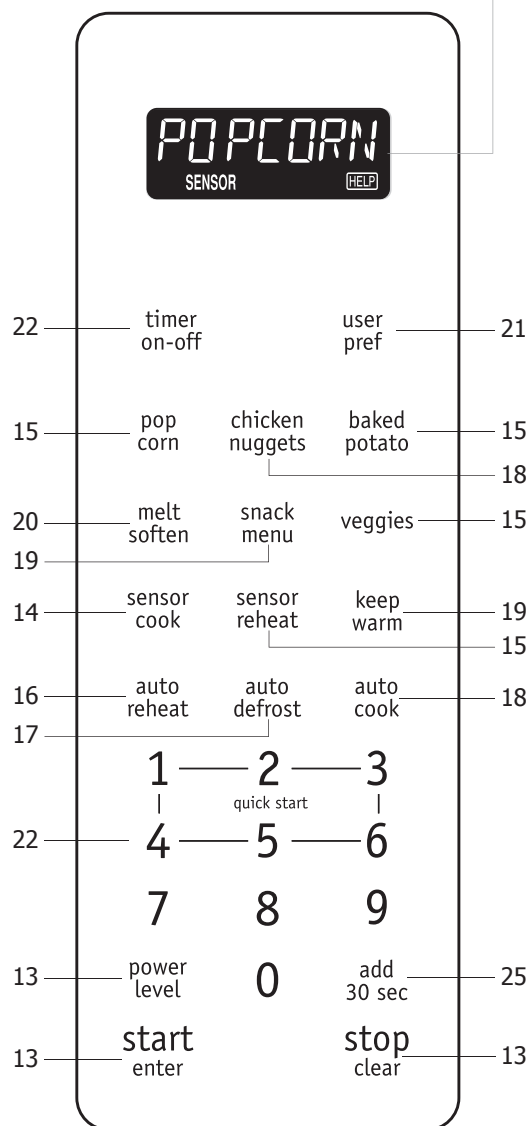 POPCORN
SENSOR HELP
22 timer on-off
user pref 21
15 pop corn
chicken nuggets
baked potato 15
18
20 melt soften
snack menu
veggies 15
19
14 sensor cook
sensor reheat
keep warm 19
15
16 auto reheat
auto defrost
auto cook 18
17
1 2 3
quick start
22 4 5 6
7 8 9
13 power level
0
add 30 sec 25
13 start enter
stop clear 13